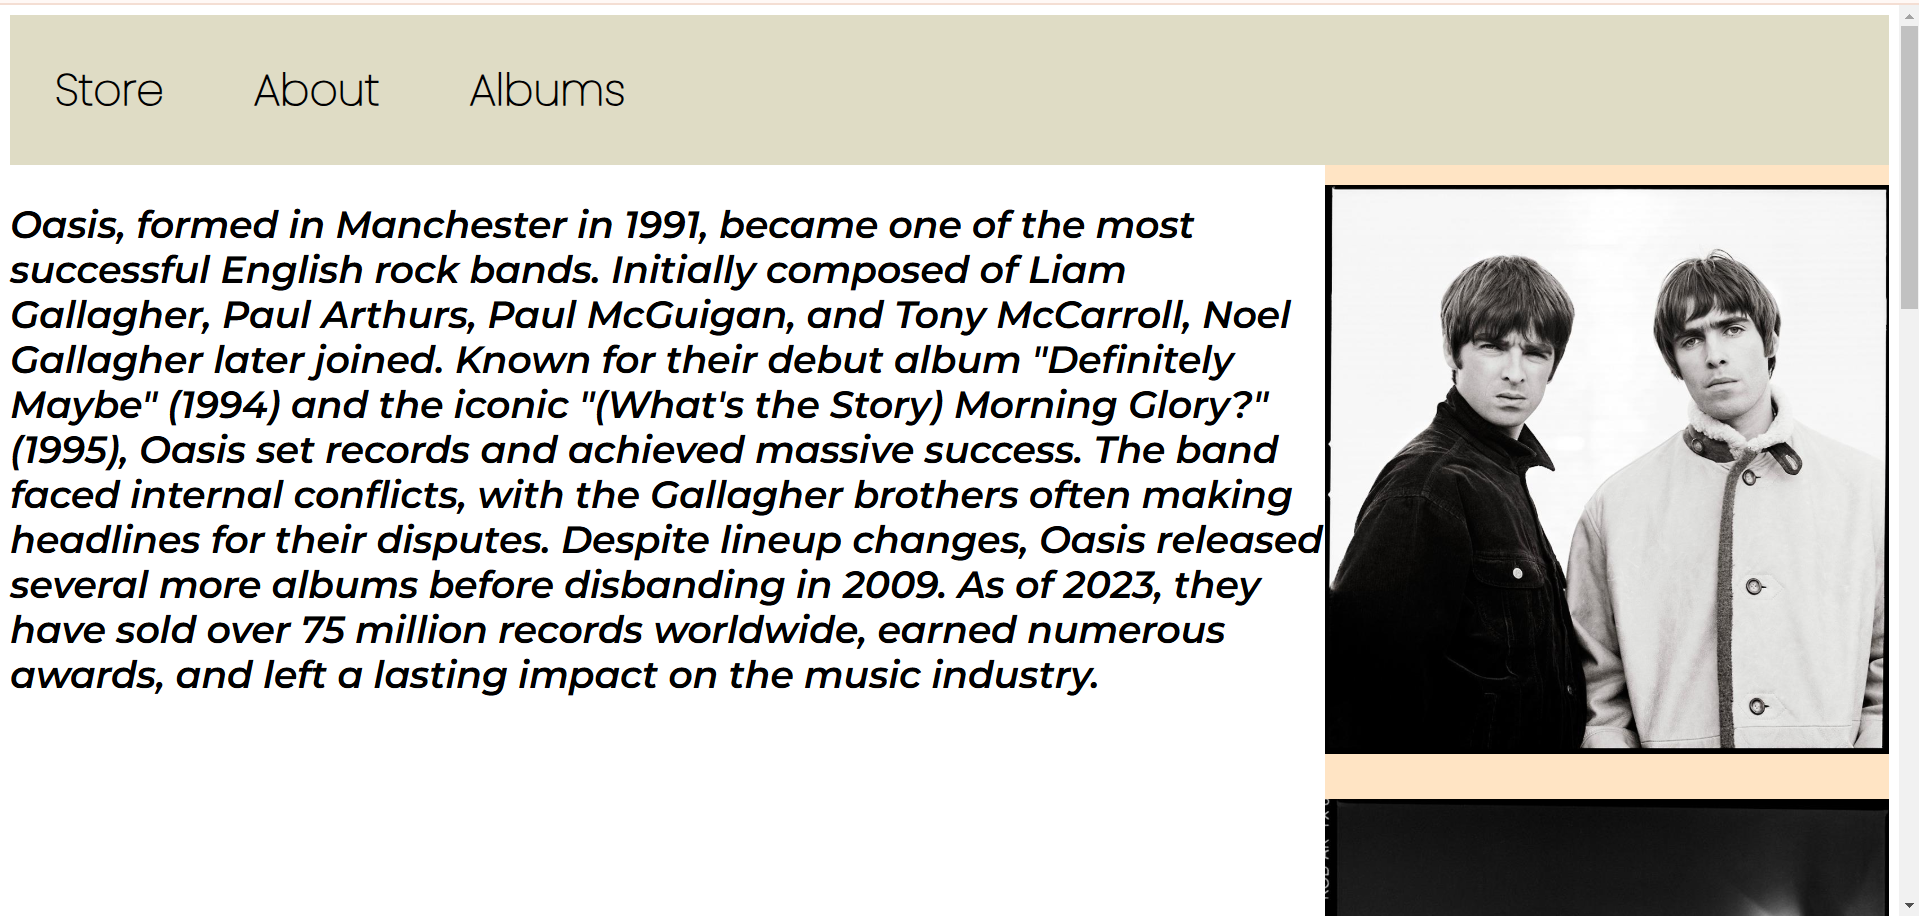 Store About Albums
Oasis, formed in Manchester in 1991, became one of the most
successful English rock bands. Initially composed of Liam
Gallagher, Paul Arthurs, Paul McGuigan, and Tony McCarroll, Noel
Gallagher later joined. Known for their debut album "Definitely
Maybe" (1994) and the iconic "(What's the Story) Morning Glory?"
(1995), Oasis set records and achieved massive success. The band
faced internal conflicts, with the Gallagher brothers often making
headlines for their disputes. Despite lineup changes, Oasis released
several more albums before disbanding in 2009. As of 2023, they
have sold over 75 million records worldwide, earned numerous
awards, and left a lasting impact on the music industry.